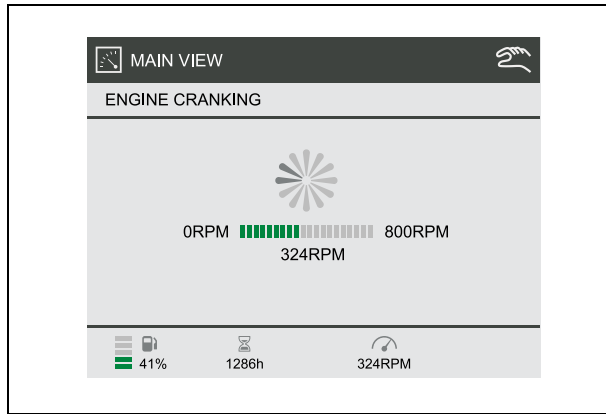 MAIN VIEW
ENGINE CRANKING
0RPM 800RPM
324RPM
41% 1286h 324RPM